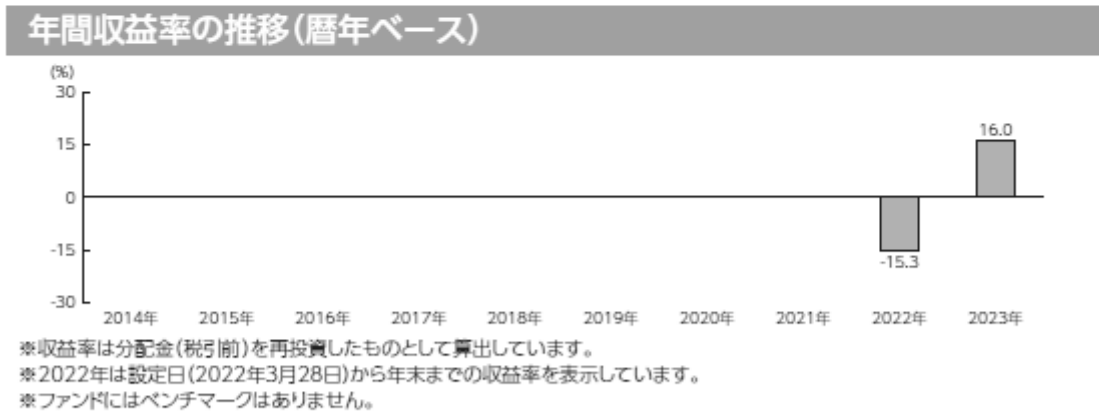 年間収益率の推移(暦年ベース)
(%)
30
15
0
-15
-30
16.0
-15.3
2014年 2015年 2016年 2017年 2018年 2019年 2020年 2021年 2022年 2023年
※収益率は分配金(税引前)を再投資したものとして算出しています。
※2022年は設定日(2022年3月28日)から年末までの収益率を表示しています。
※ファンドにはベンチマークはありません。